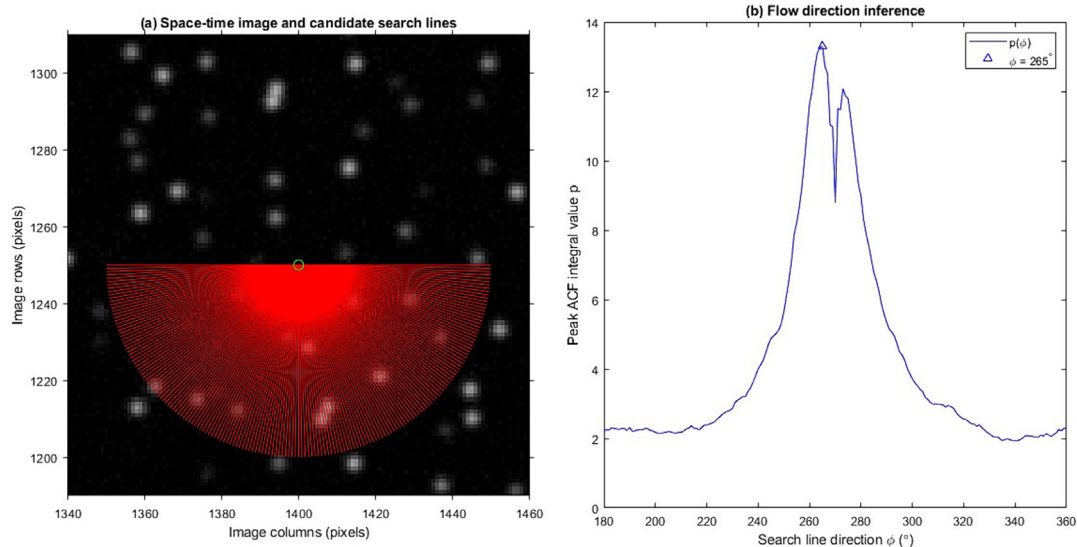 (a) Space-time image and candidate search lines
1300
1280
1260
1240
1220
1200
1340 1360 1380 1400 1420 1440 1460
Image rows (pixels)
Image columns (pixels)
(b) Flow direction inference
14
12
10
8
6
4
2
0
180 200 220 240 260 280 300 320 340 360
Peak ACF integral value p
Search line direction ϕ (°)
p(ϕ)
ϕ = 265°